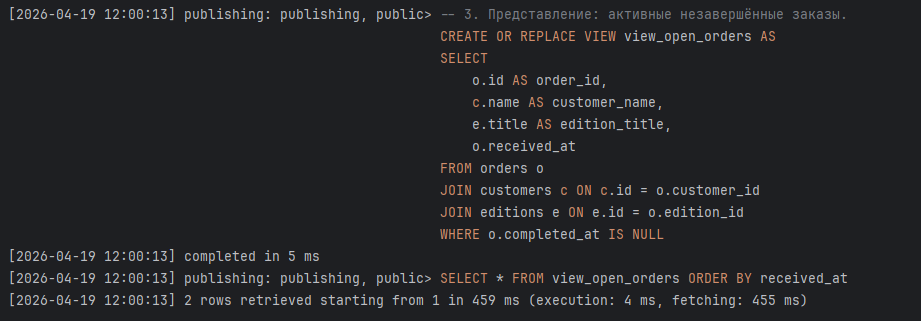 [2026-04-19 12:00:13] publishing: publishing, public> -- 3. Представление: активные незавершённые заказы.
CREATE OR REPLACE VIEW view_open_orders AS
SELECT
o.id AS order_id,
c.name AS customer_name,
e.title AS edition_title,
o.received_at
FROM orders o
JOIN customers c ON c.id = o.customer_id
JOIN editions e ON e.id = o.edition_id
WHERE o.completed_at IS NULL
[2026-04-19 12:00:13] completed in 5 ms
[2026-04-19 12:00:13] publishing: publishing, public> SELECT * FROM view_open_orders ORDER BY received_at
[2026-04-19 12:00:13] 2 rows retrieved starting from 1 in 459 ms (execution: 4 ms, fetching: 455 ms)